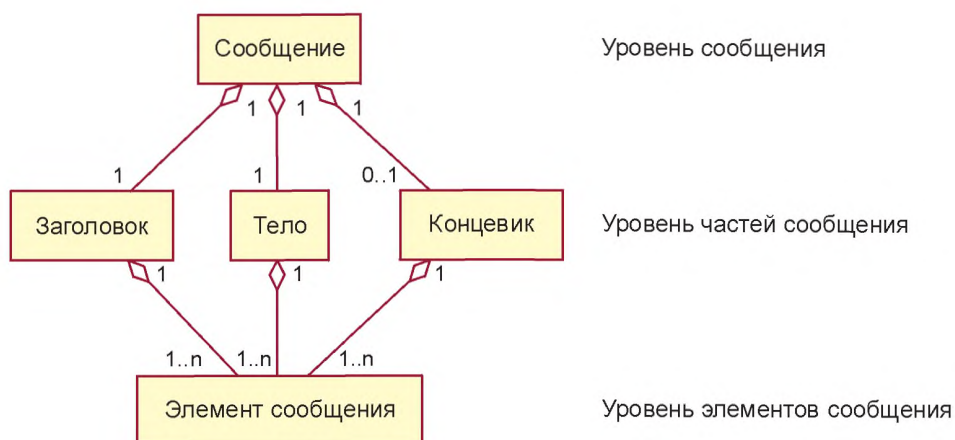 Сообщение
Уровень сообщения
1
1
1
1
1
0..1
Заголовок
Тело
Концевик
Уровень частей сообщения
1
1
1
1..n
1..n
1..n
Элемент сообщения
Уровень элементов сообщения